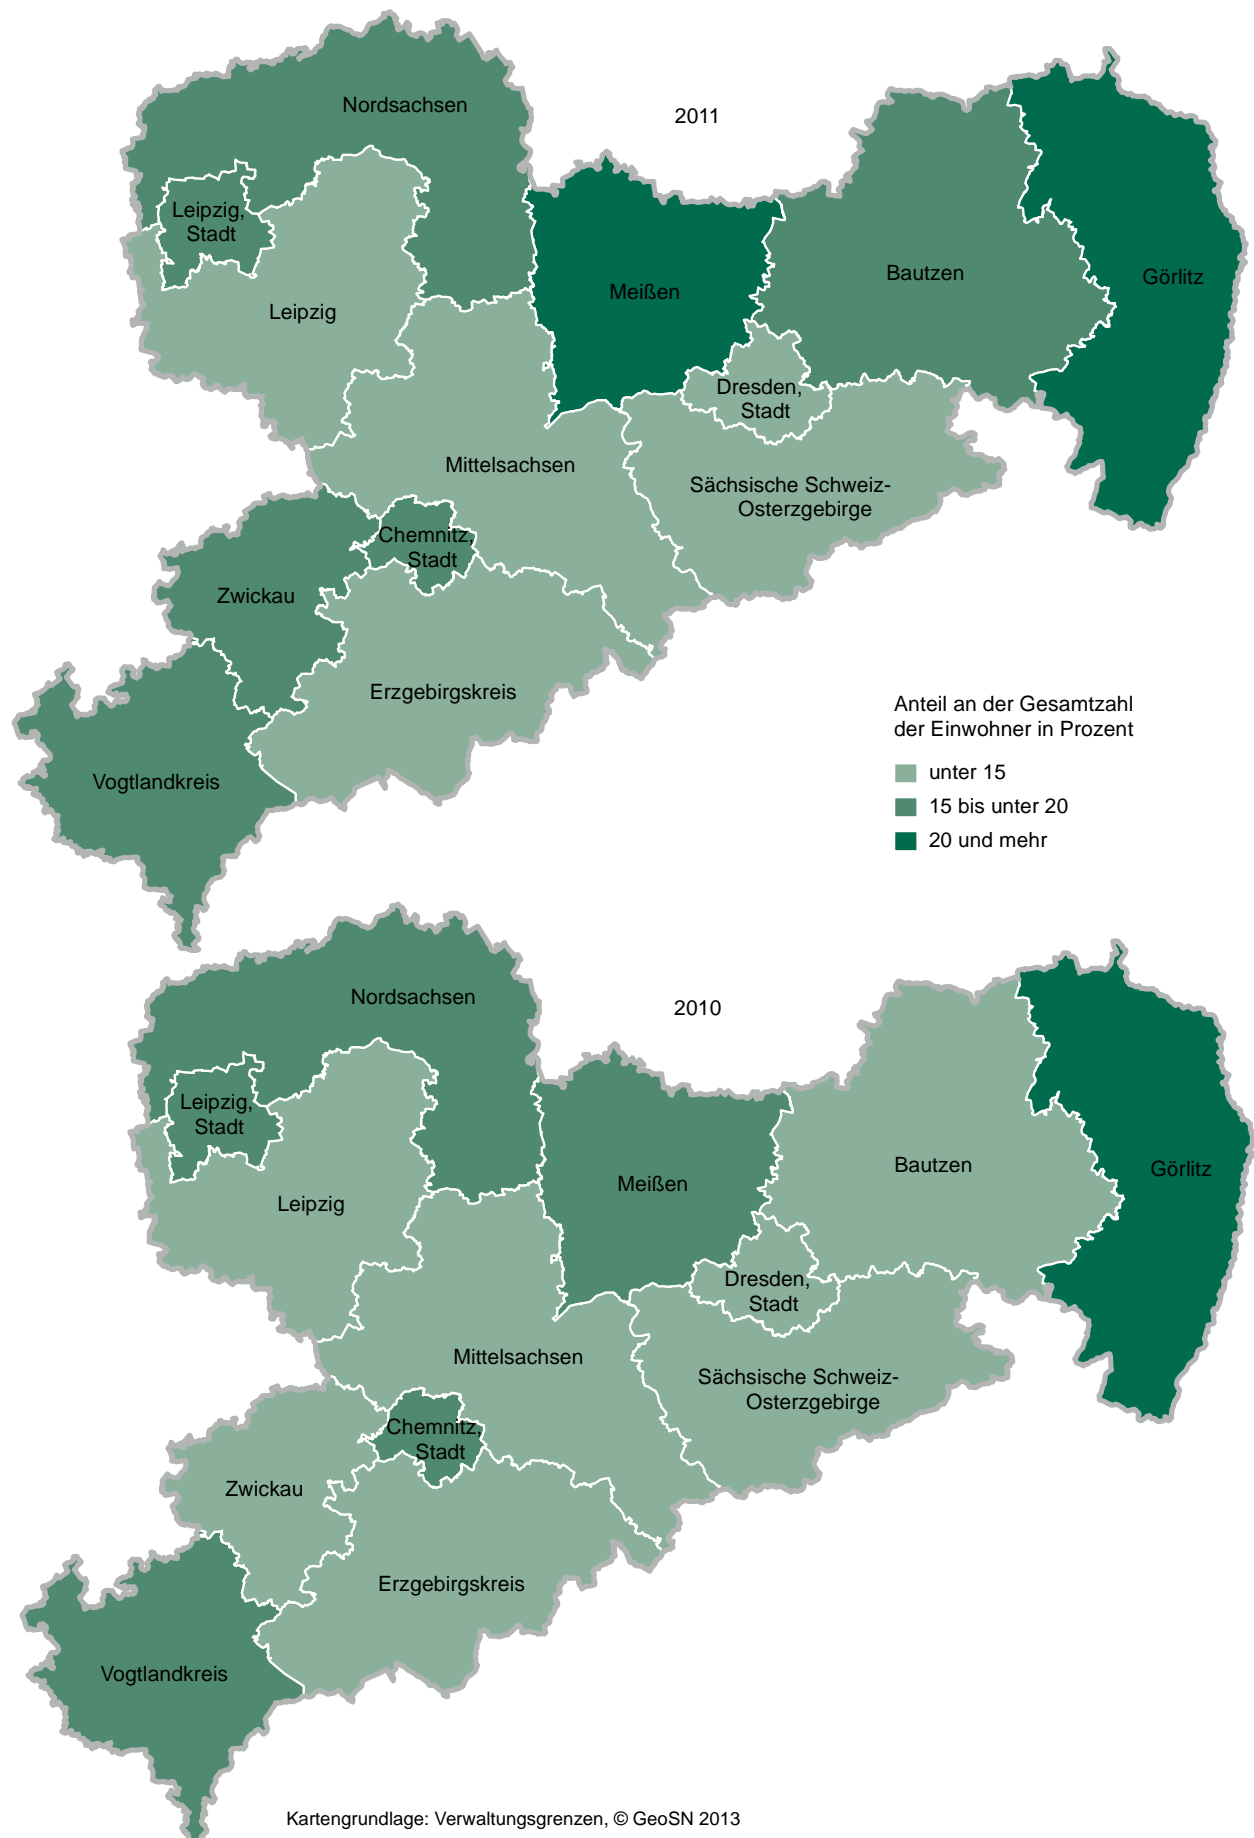 2011
Nordsachsen
Leipzig,
Stadt
Leipzig
Meißen
Bautzen
Görlitz
Dresden,
Stadt
Mittelsachsen
Sächsische Schweiz-
Osterzgebirge
Chemnitz,
Stadt
Zwickau
Erzgebirgskreis
Vogtlandkreis
Anteil an der Gesamtzahl
der Einwohner in Prozent
unter 15
15 bis unter 20
20 und mehr
2010
Nordsachsen
Leipzig,
Stadt
Leipzig
Meißen
Bautzen
Görlitz
Dresden,
Stadt
Mittelsachsen
Sächsische Schweiz-
Osterzgebirge
Chemnitz,
Stadt
Zwickau
Erzgebirgskreis
Vogtlandkreis
Kartengrundlage: Verwaltungsgrenzen, © GeoSN 2013